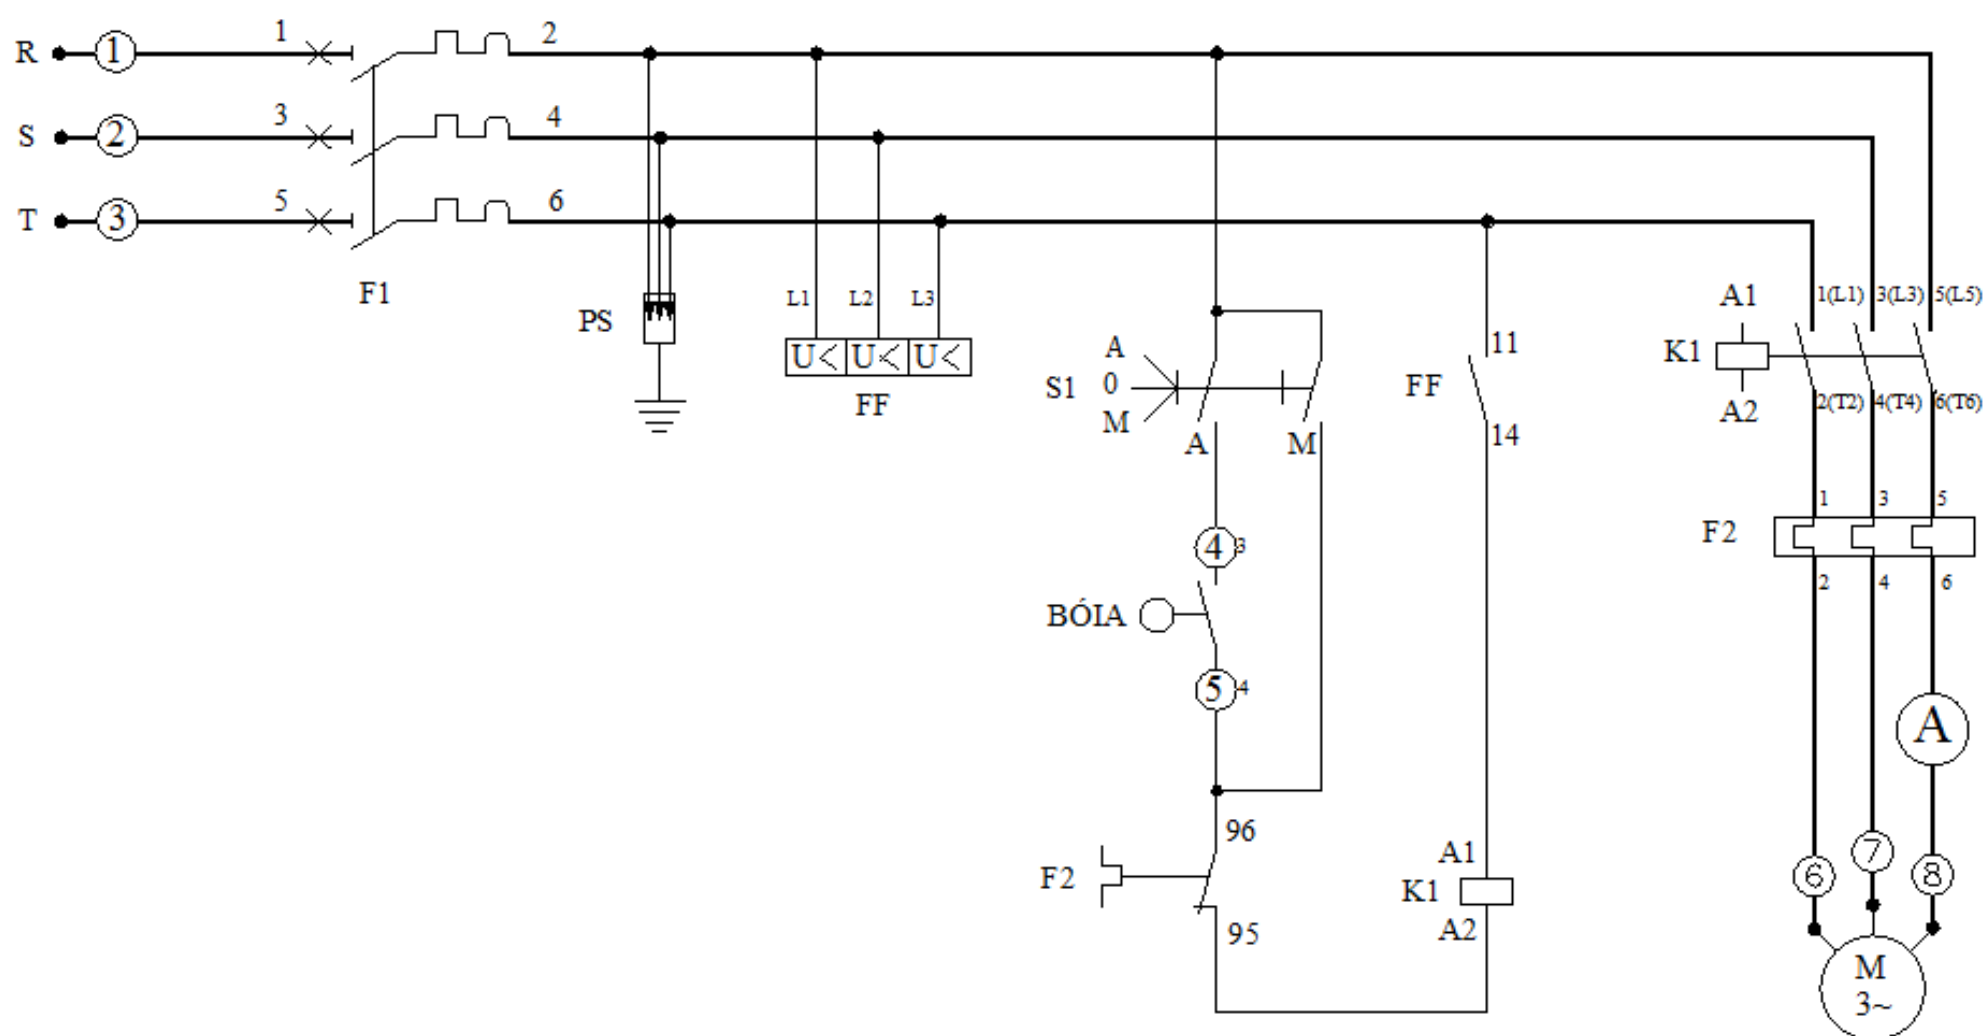 R 1 1 2
S 2 3 4
T 3 5 6
F1
PS
L1 L2 L3
U< U< U<
FF
A
S1 0
M
A M
11
FF
14
A1 1(L1) 3(L3) 5(L5)
K1
A2 2(T2) 4(T4) 6(T6)
1 3 5
F2
2 4 6
4 3
BÓIA
5 4
A
96
F2
95
A1
K1
A2
6 7 8
M
3~